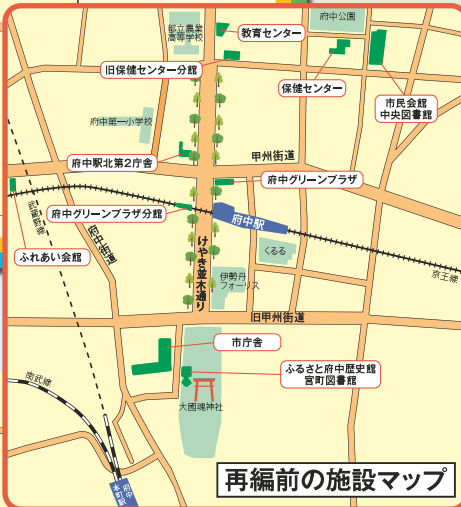 府中公園
都立農業
高等学校
教育センター
旧保健センター分館
保健センター
市民会館
中央図書館
府中第一小学校
甲州街道
府中駅北第2庁舎
府中グリーンプラザ
府中グリーンプラザ分館
府中駅
武蔵野線
府中街道
ふれあい会館
けやき並木通り
くるる
伊勢丹
フォーリス
京王線
旧甲州街道
市庁舎
ふるさと府中歴史館
宮町図書館
南武線
大國魂神社
府中
本町駅
再編前の施設マップ